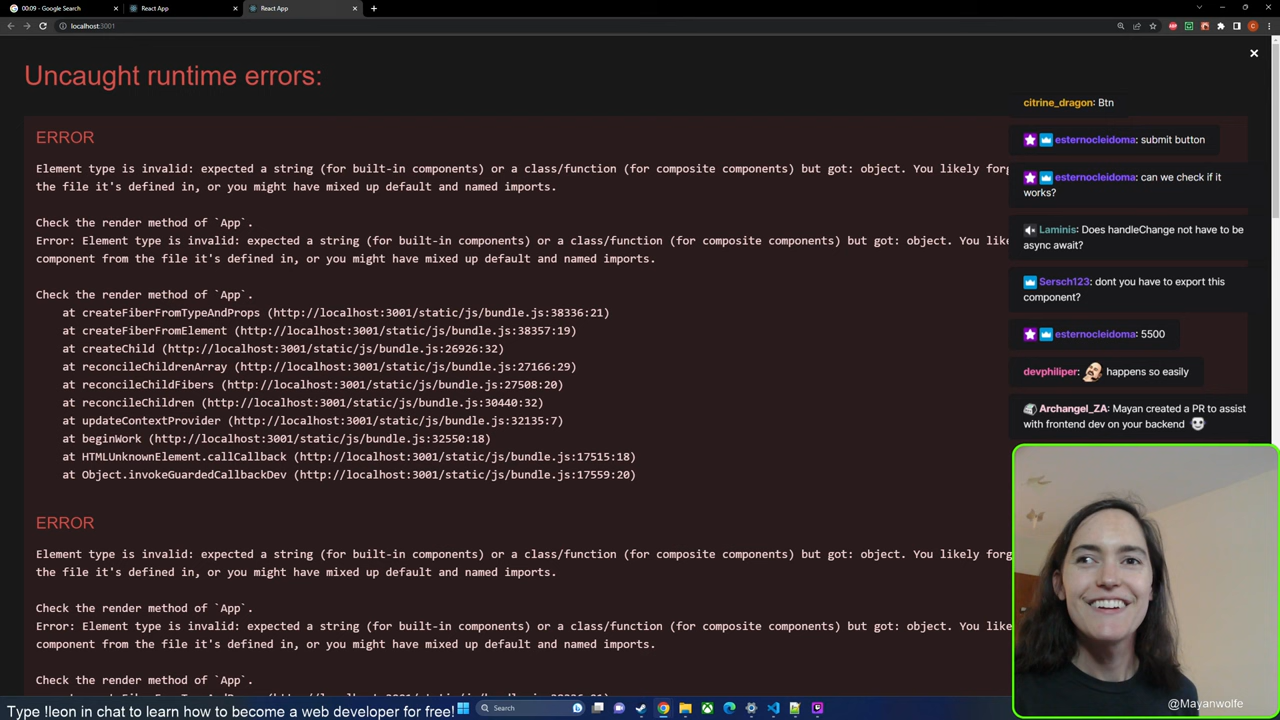 00:09 - Google Search
React App
React App
localhost:3001
Uncaught runtime errors:
ERROR
Element type is invalid: expected a string (for built-in components) or a class/function (for composite components) but got: object. You likely forg
the file it's defined in, or you might have mixed up default and named imports.
Check the render method of `App`.
Error: Element type is invalid: expected a string (for built-in components) or a class/function (for composite components) but got: object. You like
component from the file it's defined in, or you might have mixed up default and named imports.
Check the render method of `App`.
at createFiberFromTypeAndProps (http://localhost:3001/static/js/bundle.js:38336:21)
at createFiberFromElement (http://localhost:3001/static/js/bundle.js:38357:19)
at createChild (http://localhost:3001/static/js/bundle.js:26926:32)
at reconcileChildrenArray (http://localhost:3001/static/js/bundle.js:27166:29)
at reconcileChildFibers (http://localhost:3001/static/js/bundle.js:27508:20)
at reconcileChildren (http://localhost:3001/static/js/bundle.js:30440:32)
at updateContextProvider (http://localhost:3001/static/js/bundle.js:32135:7)
at beginWork (http://localhost:3001/static/js/bundle.js:32550:18)
at HTMLUnknownElement.callCallback (http://localhost:3001/static/js/bundle.js:17515:18)
at Object.invokeGuardedCallbackDev (http://localhost:3001/static/js/bundle.js:17559:20)
ERROR
Element type is invalid: expected a string (for built-in components) or a class/function (for composite components) but got: object. You likely forg
the file it's defined in, or you might have mixed up default and named imports.
Check the render method of `App`.
Error: Element type is invalid: expected a string (for built-in components) or a class/function (for composite components) but got: object. You like
component from the file it's defined in, or you might have mixed up default and named imports.
Check the render method of `App`.
citrine_dragon: Btn
esternocleidoma: submit button
esternocleidoma: can we check if it
works?
Laminis: Does handleChange not have to be
async await?
Sersch123: dont you have to export this
component?
esternocleidoma: 5500
devphiliper: happens so easily
Archangel_ZA: Mayan created a PR to assist
with frontend dev on your backend
@Mayanwolfe
Type !leon in chat to learn how to become a web developer for free!
Search